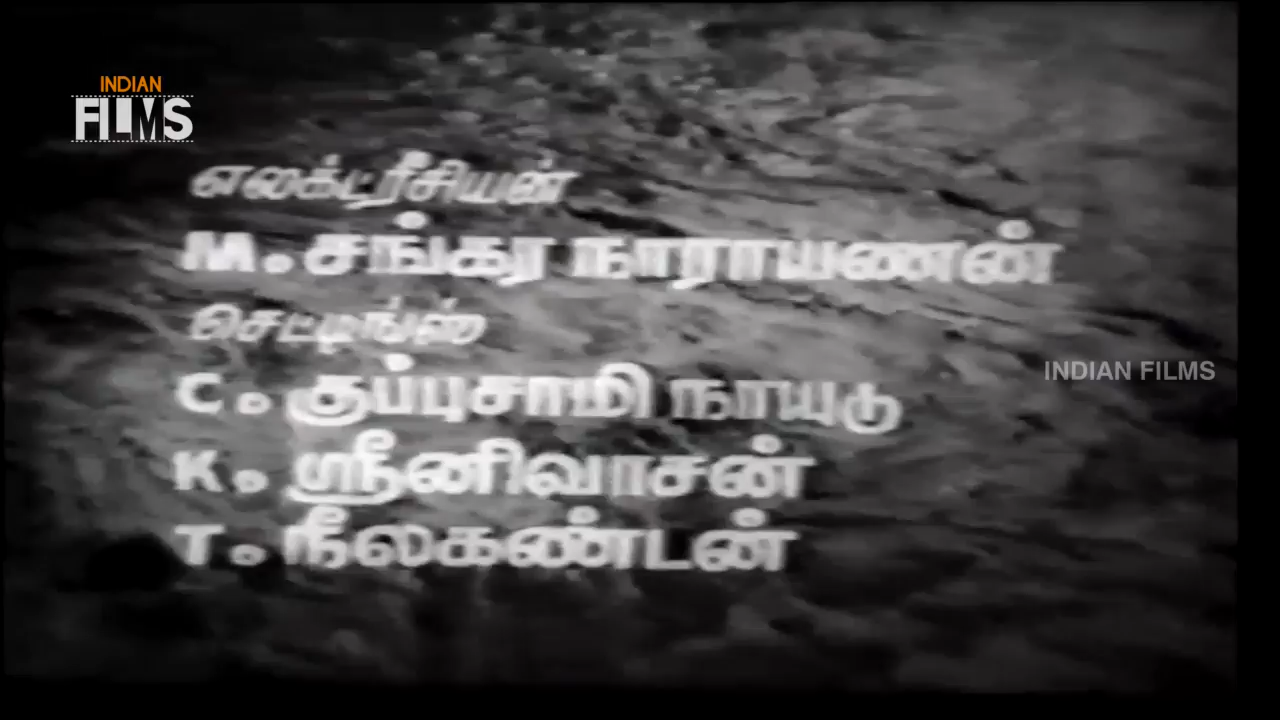 INDIAN
FILMS
எலக்ட்ரீசியன்
M. சங்கர நாராயணன்
செட்டிங்ஸ்
C. குப்புசாமி நாயுடு
INDIAN FILMS
K. ஸ்ரீனிவாசன்
T. நீலகண்டன்